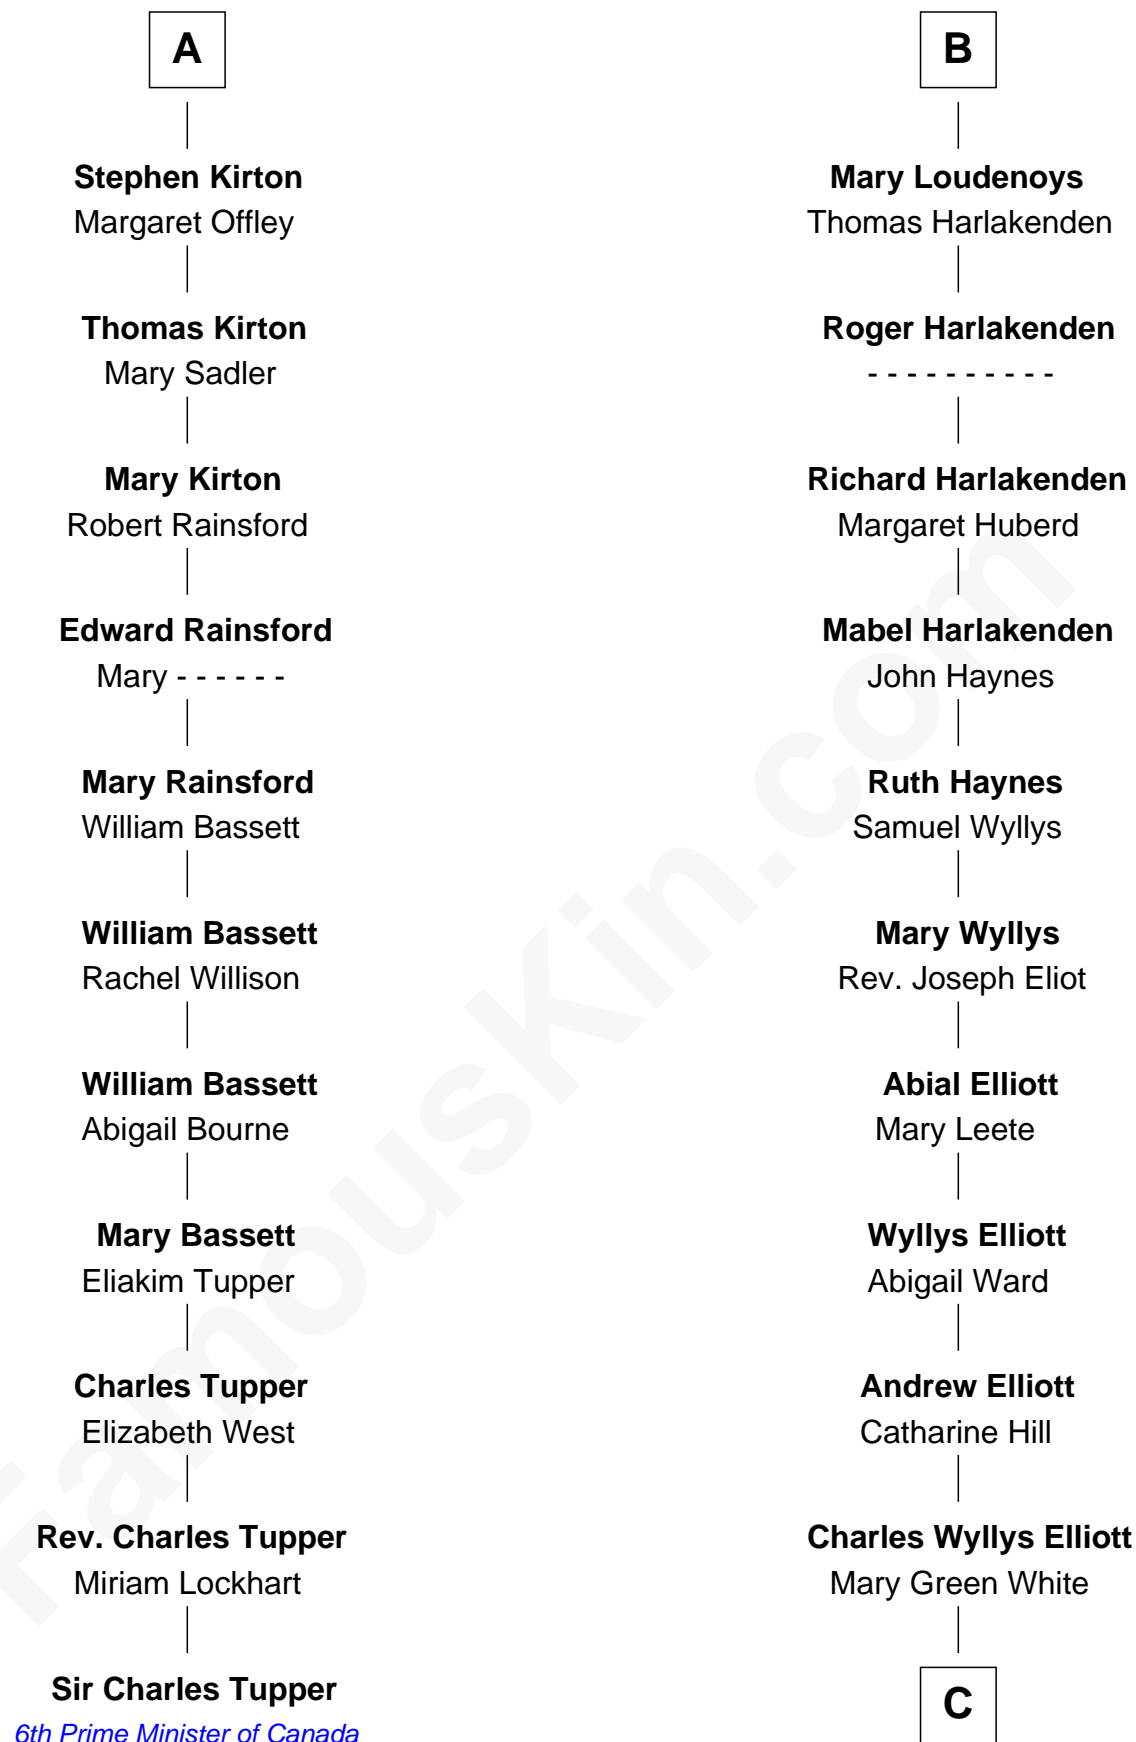 A
Stephen Kirton
Margaret Offley
Thomas Kirton
Mary Sadler
Mary Kirton
Robert Rainsford
Edward Rainsford
Mary - - - - - -
Mary Rainsford
William Bassett
William Bassett
Rachel Willison
William Bassett
Abigail Bourne
Mary Bassett
Eliakim Tupper
Charles Tupper
Elizabeth West
Rev. Charles Tupper
Miriam Lockhart
Sir Charles Tupper
6th Prime Minister of Canada
B
Mary Loudenoys
Thomas Harlakenden
Roger Harlakenden
- - - - - - - - - -
Richard Harlakenden
Margaret Huberd
Mabel Harlakenden
John Haynes
Ruth Haynes
Samuel Wyllys
Mary Wyllys
Rev. Joseph Eliot
Abial Elliott
Mary Leete
Wyllys Elliott
Abigail Ward
Andrew Elliott
Catharine Hill
Charles Wyllys Elliott
Mary Green White
C
FamousKin.com